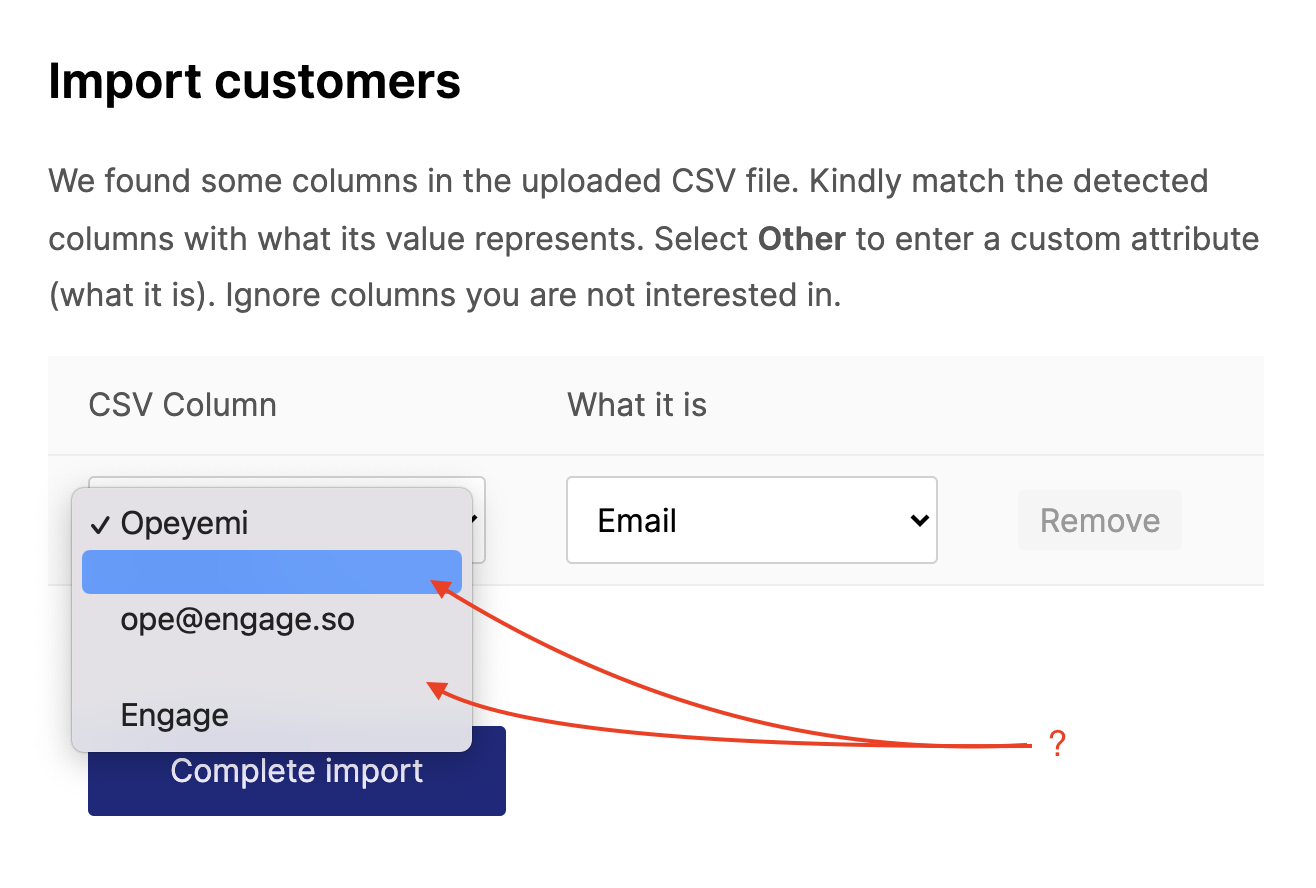 Import customers
We found some columns in the uploaded CSV file. Kindly match the detected
columns with what its value represents. Select Other to enter a custom attribute
(what it is). Ignore columns you are not interested in.
CSV Column What it is
✓ Opeyemi Email Remove
ope@engage.so
Engage
?
Complete import